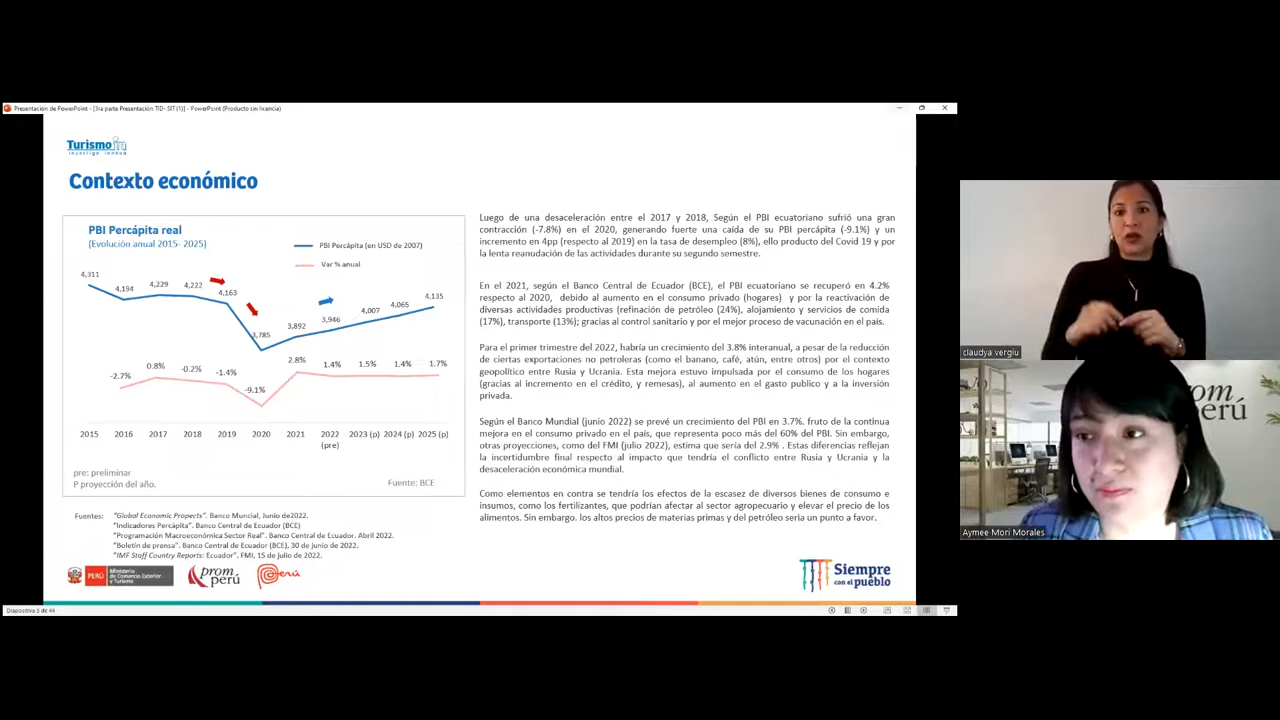 Presentación de PowerPoint - [3ra parte Presentación TID- SIT (1)] - PowerPoint (Producto sin licencia)
Turismo in
investiga innova
Contexto económico
PBI Percápita real
(Evolución anual 2015- 2025)
PBI Percápita (en USD de 2007)
Var % anual
4,311
4,194
4,229
4,222
4,163
3,785
3,892
3,946
4,007
4,065
4,135
-2.7%
0.8%
-0.2%
-1.4%
-9.1%
2.8%
1.4%
1.5%
1.4%
1.7%
2015 2016 2017 2018 2019 2020 2021 2022 2023 (p) 2024 (p) 2025 (p)
(pre)
pre: preliminar
P proyección del año.
Fuente: BCE
Fuentes: "Global Economic Propects". Banco Muncial, Junio de2022.
"Indicadores Percápita". Banco Central de Ecuador (BCE)
"Programación Macroeconómica Sector Real". Banco Central de Ecuador. Abril 2022.
"Boletín de prensa". Banco Central de Ecuador (BCE), 30 de junio de 2022.
"IMF Staff Country Reports: Ecuador". FMI, 15 de julio de 2022.
Luego de una desaceleración entre el 2017 y 2018, Según el PBI ecuatoriano sufrió una gran
contracción (-7.8%) en el 2020, generando fuerte una caída de su PBI percápita (-9.1%) y un
incremento en 4pp (respecto al 2019) en la tasa de desempleo (8%), ello producto del Covid 19 y por
la lenta reanudación de las actividades durante su segundo semestre.
En el 2021, según el Banco Central de Ecuador (BCE), el PBI ecuatoriano se recuperó en 4.2%
respecto al 2020, debido al aumento en el consumo privado (hogares) y por la reactivación de
diversas actividades productivas (refinación de petróleo (24%), alojamiento y servicios de comida
(17%), transporte (13%); gracias al control sanitario y por el mejor proceso de vacunación en el país.
Para el primer trimestre del 2022, habría un crecimiento del 3.8% interanual, a pesar de la reducción
de ciertas exportaciones no petroleras (como el banano, café, atún, entre otros) por el contexto
geopolítico entre Rusia y Ucrania. Esta mejora estuvo impulsada por el consumo de los hogares
(gracias al incremento en el crédito, y remesas), al aumento en el gasto publico y a la inversión
privada.
Según el Banco Mundial (junio 2022) se prevé un crecimiento del PBI en 3.7%. fruto de la continua
mejora en el consumo privado en el país, que representa poco más del 60% del PBI. Sin embargo,
otras proyecciones, como del FMI (julio 2022), estima que sería del 2.9% . Estas diferencias reflejan
la incertidumbre final respecto al impacto que tendría el conflicto entre Rusia y Ucrania y la
desaceleración económica mundial.
Como elementos en contra se tendría los efectos de la escasez de diversos bienes de consumo e
insumos, como los fertilizantes, que podrían afectar al sector agropecuario y elevar el precio de los
alimentos. Sin embargo, los altos precios de materias primas y del petróleo seria un punto a favor.
PERÚ Ministerio
de Comercio Exterior
y Turismo
prom
perú
Perú
Siempre
con el pueblo
Diapositiva 3 de 44
claudya vergiu
prom
perú
Aymee Mori Morales